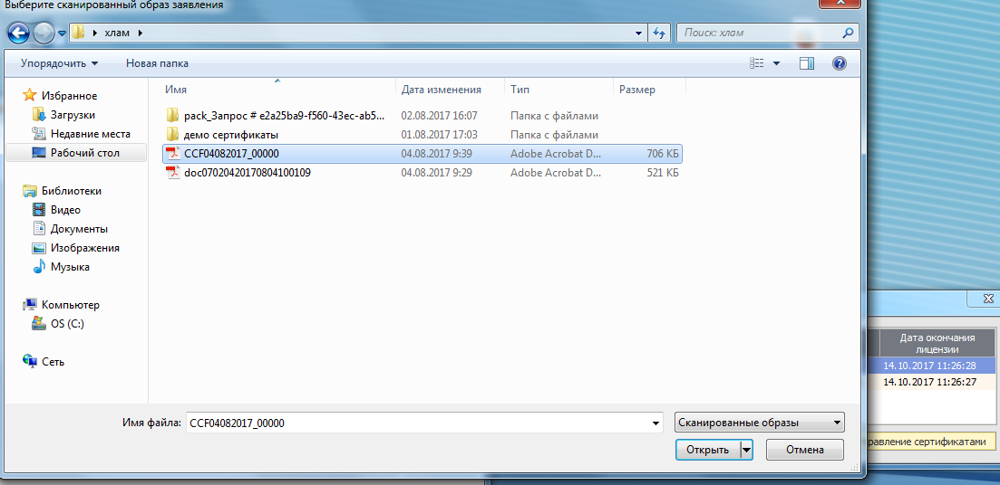 Выберите сканированный образ заявления
хлам
Поиск: хлам
Упорядочить
Новая папка
Имя
Дата изменения
Тип
Размер
Избранное
Загрузки
Недавние места
Рабочий стол
Библиотеки
Видео
Документы
Изображения
Музыка
Компьютер
OS (C:)
Сеть
pack_Запрос # e2a25ba9-f560-43ec-ab5... 02.08.2017 16:07 Папка с файлами
демо сертификаты 01.08.2017 17:03 Папка с файлами
CCF04082017_00000 04.08.2017 9:39 Adobe Acrobat D... 706 КБ
doc07020420170804100109 04.08.2017 9:29 Adobe Acrobat D... 521 КБ
Дата окончания
лицензии
14.10.2017 11:26:28
14.10.2017 11:26:27
равление сертификатами
Имя файла: CCF04082017_00000
Сканированные образы
Открыть
Отмена